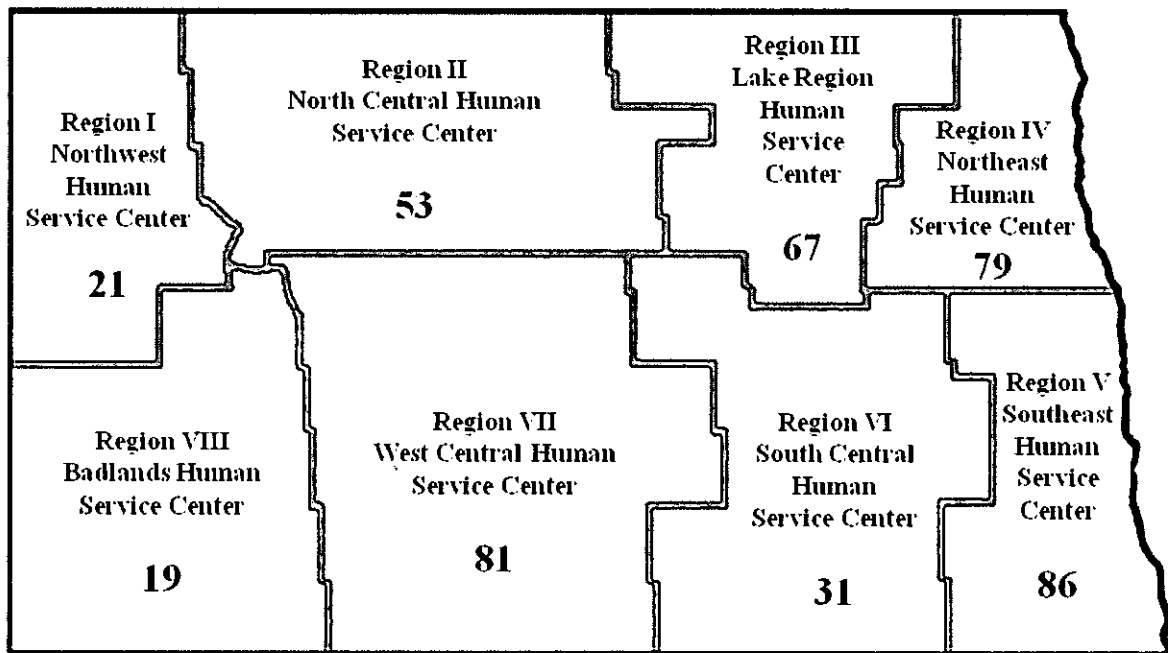 Region I
Northwest
Human
Service Center
21
Region II
North Central Human
Service Center
53
Region III
Lake Region
Human
Service
Center
67
Region IV
Northeast
Human
Service Center
79
Region VIII
Badlands Human
Service Center
19
Region VII
West Central Human
Service Center
81
Region VI
South Central
Human
Service Center
31
Region V
Southeast
Human
Service
Center
86